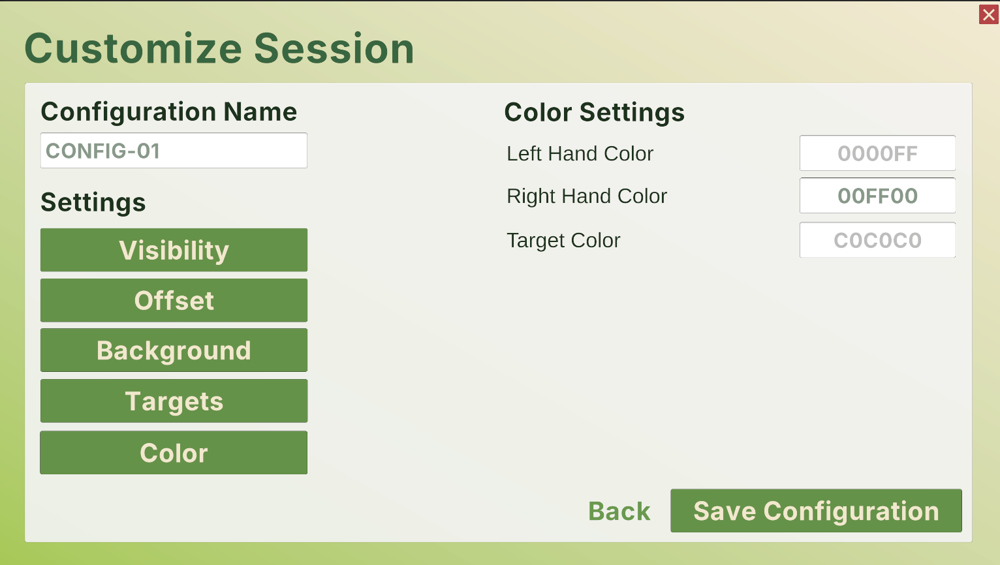 Customize Session
Configuration Name
CONFIG-01
Settings
Visibility
Offset
Background
Targets
Color
Color Settings
Left Hand Color 0000FF
Right Hand Color 00FF00
Target Color C0C0C0
Back Save Configuration